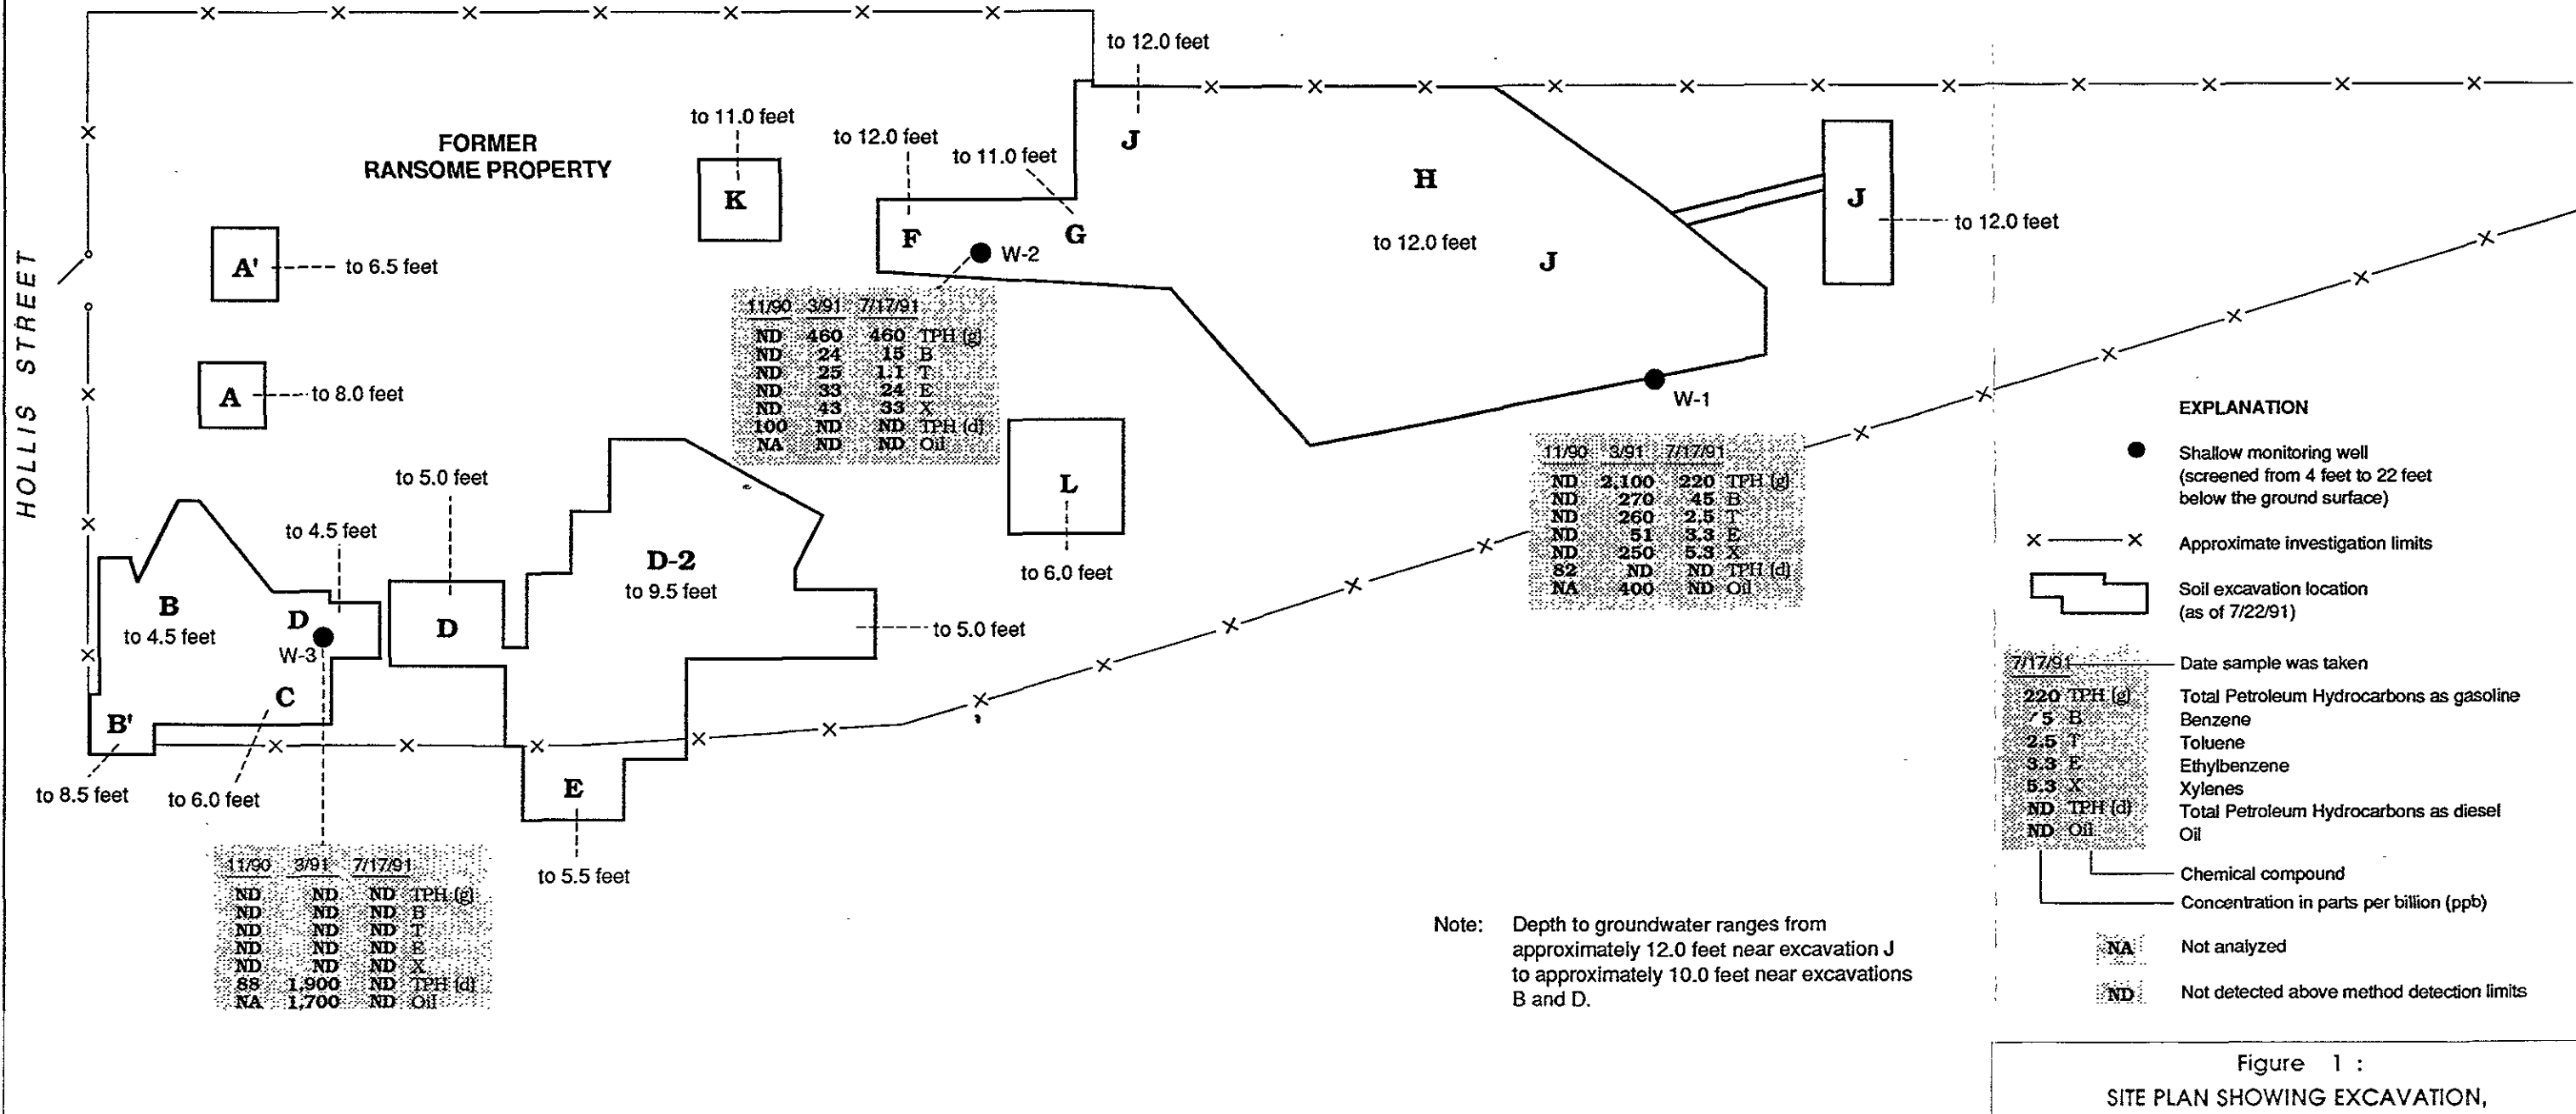 to 12.0 feet
to 11.0 feet
FORMER
RANSOME PROPERTY
to 12.0 feet
to 11.0 feet
J
K
H
J
F
G
W-2
to 12.0 feet
J
to 12.0 feet
A'
to 6.5 feet
HOLLIS STREET
A
to 8.0 feet
11/90 3/91 7/17/91
ND 460 460 TPH (g)
ND 24 15 B
ND 25 1.1 T
ND 33 24 E
ND 43 33 X
100 ND ND TPH (d)
NA ND ND Oil
W-1
11/90 3/91 7/17/91
ND 2,100 220 TPH (g)
ND 270 45 B
ND 260 2.5 T
ND 51 3.3 E
ND 250 5.3 X
82 ND ND TPH (d)
NA 400 ND Oil
to 5.0 feet
L
to 6.0 feet
to 4.5 feet
D-2
to 9.5 feet
B
to 4.5 feet
D
W-3
D
to 5.0 feet
C
B'
to 8.5 feet
to 6.0 feet
E
to 5.5 feet
11/90 3/91 7/17/91
ND ND ND TPH (g)
ND ND ND B
ND ND ND T
ND ND ND E
ND ND ND X
88 1,900 ND TPH (d)
NA 1,700 ND Oil
Note: Depth to groundwater ranges from
approximately 12.0 feet near excavation J
to approximately 10.0 feet near excavations
B and D.
EXPLANATION
Shallow monitoring well
(screened from 4 feet to 22 feet
below the ground surface)
Approximate investigation limits
Soil excavation location
(as of 7/22/91)
7/17/91 Date sample was taken
220 TPH (g) Total Petroleum Hydrocarbons as gasoline
5 B Benzene
2.5 T Toluene
3.3 E Ethylbenzene
5.3 X Xylenes
ND TPH (d) Total Petroleum Hydrocarbons as diesel
ND Oil Oil
Chemical compound
Concentration in parts per billion (ppb)
NA Not analyzed
ND Not detected above method detection limits
Figure 1 :
SITE PLAN SHOWING EXCAVATION,